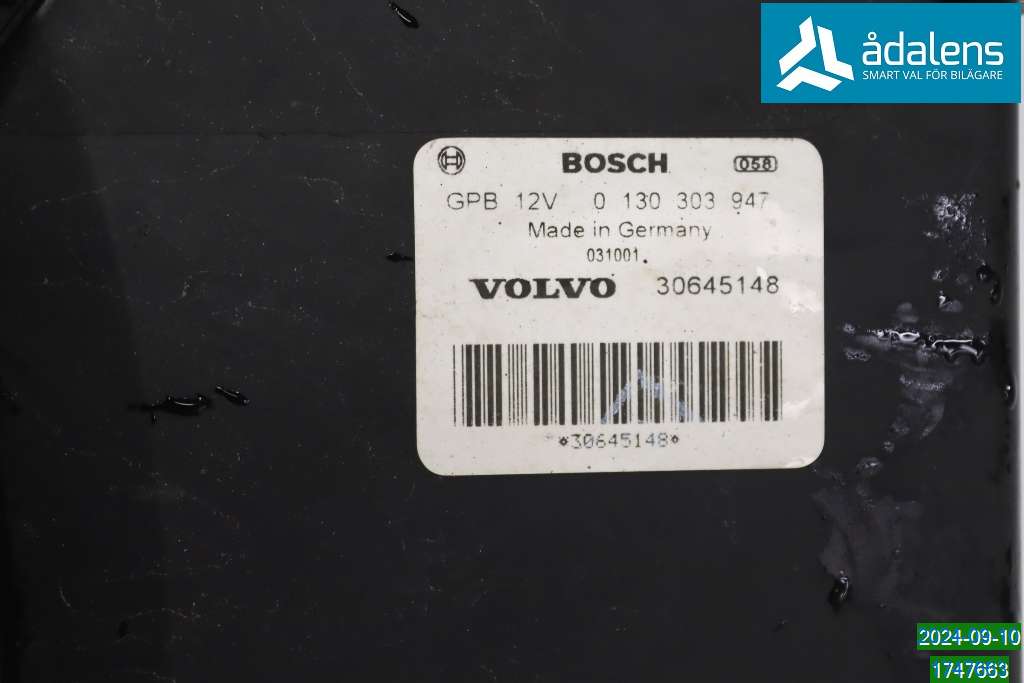 ådalens
SMART VAL FÖR BILÄGARE
BOSCH 058
GPB 12V 0 130 303 947
Made in Germany
031001.
VOLVO 30645148
*30645148*
2024-09-10
1747663